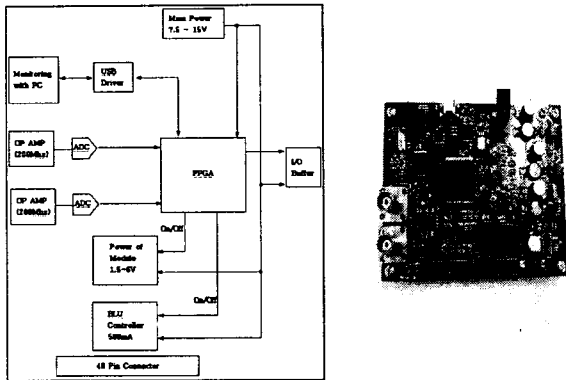 Main Power
7.5 ~ 15V
Monitoring
with PC
USB
Driver
OP AMP
(200Mhz)
ADC
FPGA
I/O
Buffer
OP AMP
(200Mhz)
ADC
On/Off
Power of
Module
1.5~6V
On/Off
BLU
Controller
500mA
40 Pin Connector